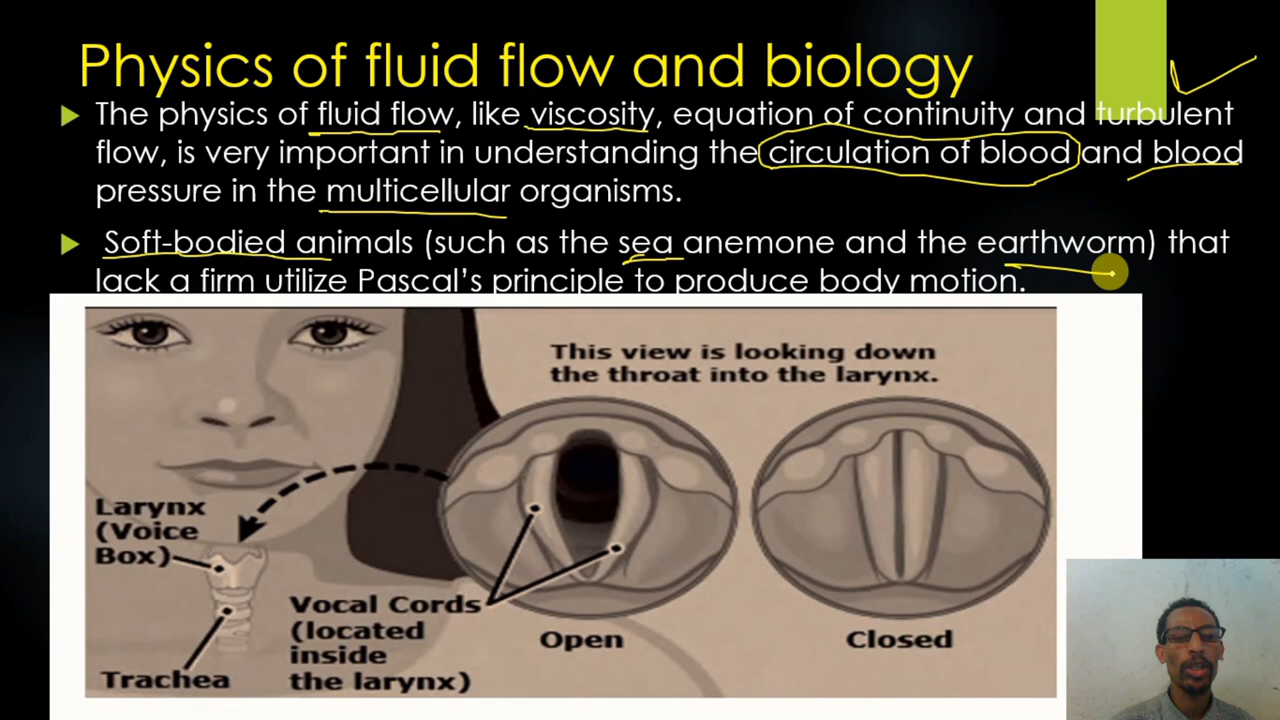 Physics of fluid flow and biology
The physics of fluid flow, like viscosity, equation of continuity and turbulent
flow, is very important in understanding the circulation of blood and blood
pressure in the multicellular organisms.
Soft-bodied animals (such as the sea anemone and the earthworm) that
lack a firm utilize Pascal’s principle to produce body motion.
This view is looking down
the throat into the larynx.
Larynx
(Voice
Box)
Vocal Cords
(located
inside
the larynx)
Trachea
Open
Closed